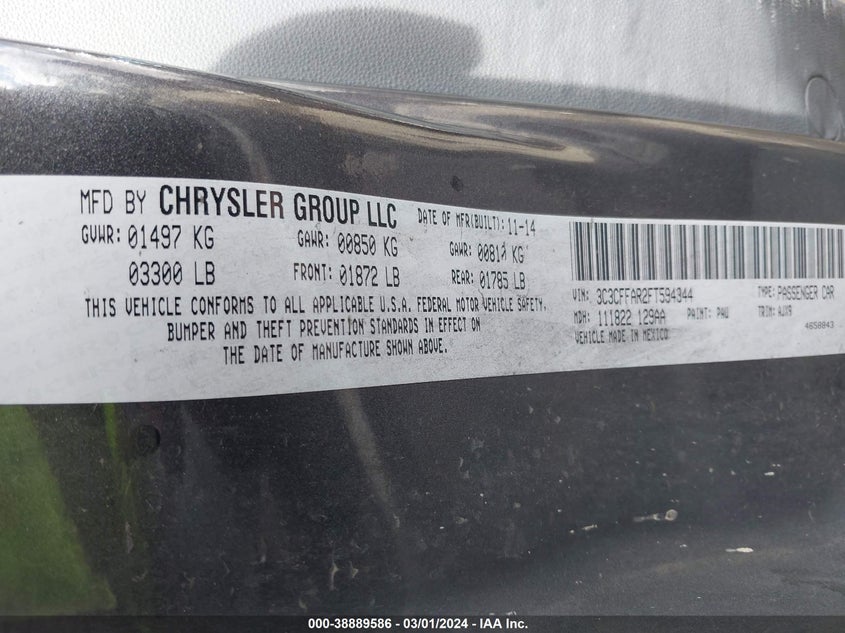 MFD BY CHRYSLER GROUP LLC DATE OF MFR(BUILT): 11-14
GVWR: 01497 KG GAWR: 00850 KG GAWR: 00810 KG
03300 LB FRONT: 01872 LB REAR: 01785 LB
THIS VEHICLE CONFORMS TO ALL APPLICABLE U.S.A. FEDERAL MOTOR VEHICLE SAFETY,
BUMPER AND THEFT PREVENTION STANDARDS IN EFFECT ON
THE DATE OF MANUFACTURE SHOWN ABOVE.
VIN: 3C3CFFAR2FT594344 TYPE: PASSENGER CAR
MDH: 111822 129AA PAINT: PAU TRIM: AJX9
VEHICLE MADE IN MEXICO 4658843
000-38889586 - 03/01/2024 - IAA Inc.